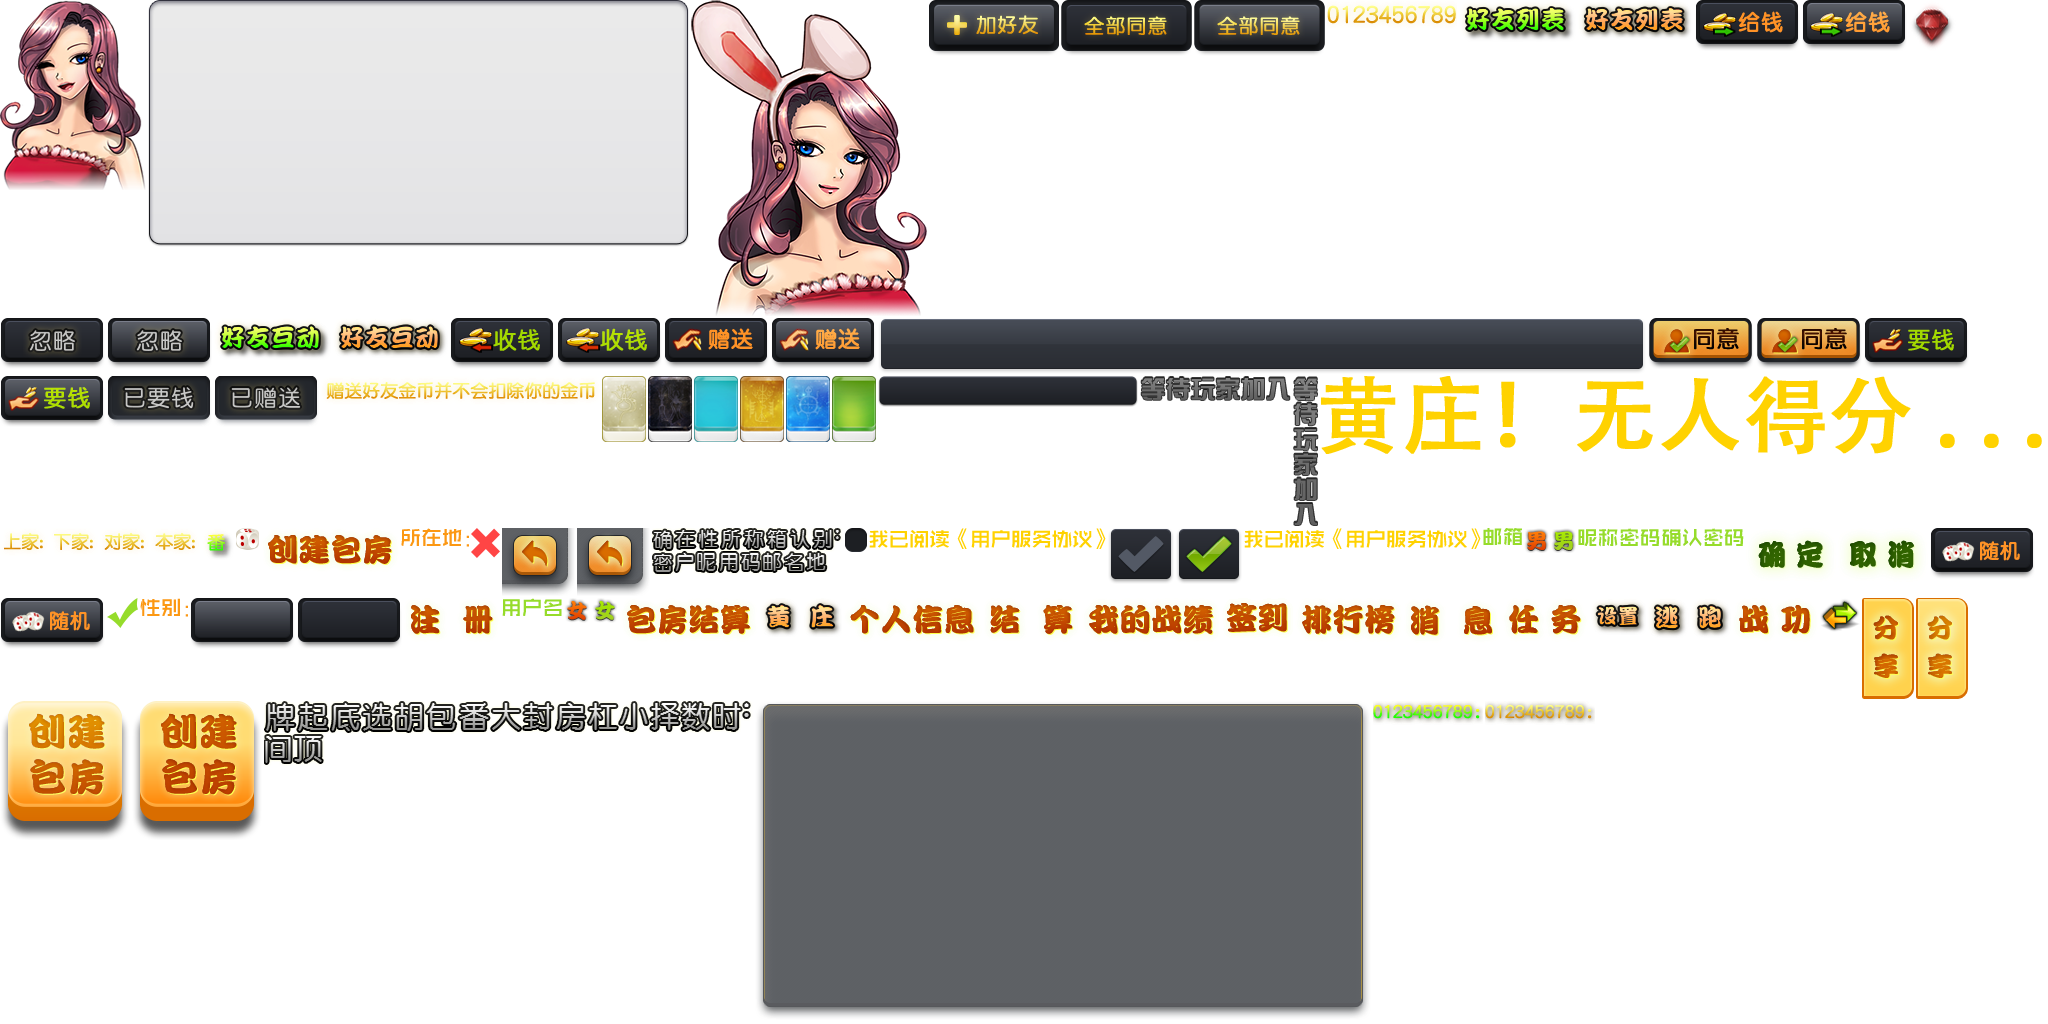 加好友 全部同意 全部同意 0123456789 好友列表 好友列表 给钱 给钱
忽略 忽略 好友互动 好友互动 收钱 收钱 赠送 赠送 同意 同意 要钱
要钱 已要钱 已赠送 赠送好友金币并不会扣除你的金币 等待玩家加入 等待玩家加入 黄庄！无人得分...
上家: 下家: 对家: 本家: 番 创建包房 所在地: 确在性所称箱认别: 我已阅读《用户服务协议》 我已阅读《用户服务协议》 邮箱 男 男 昵称密码确认密码 确定 取消 随机
密户昵用码邮名地
随机 性别: 注册 用户名 女 女 包房结算 黄庄 个人信息 结算 我的战绩 签到 排行榜 消息 任务 设置 逃跑 战功 分享 分享
创建包房 创建包房 牌起底选胡包番大封房杠小择数时: 0123456789. 0123456789.
间顶